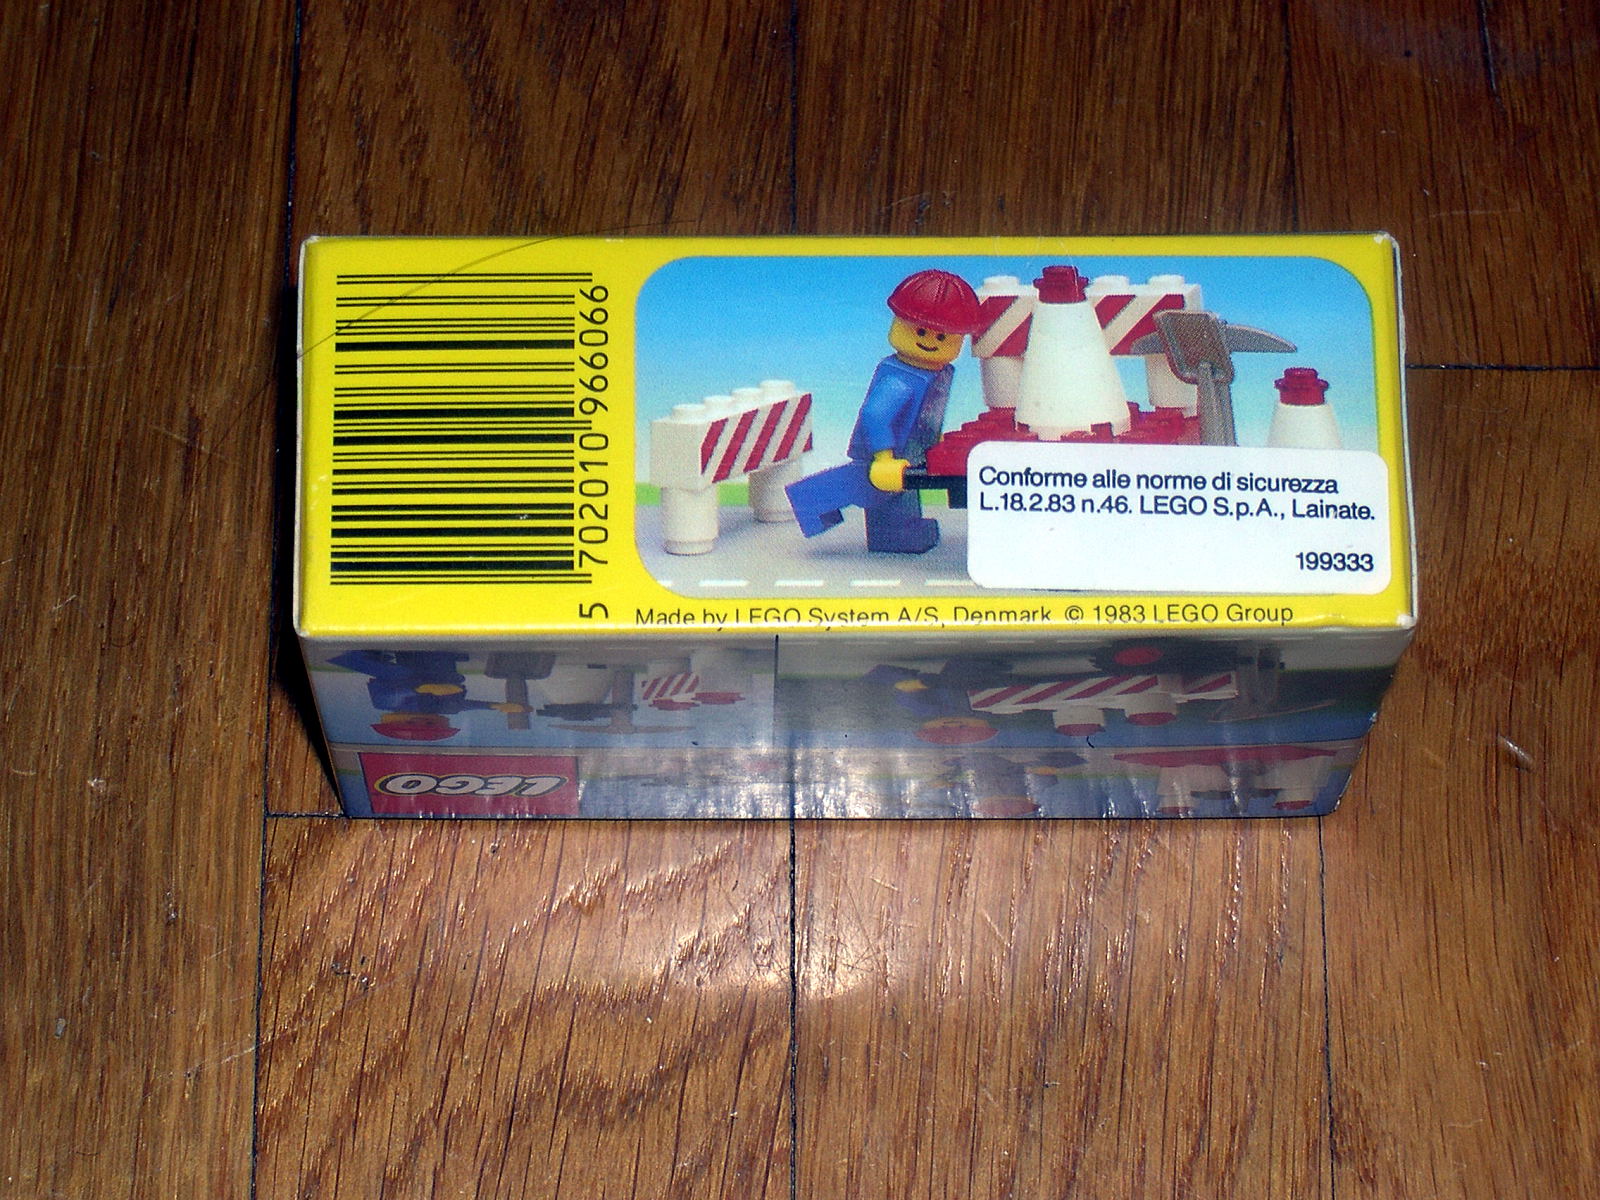 5 702010 966066
Conforme alle norme di sicurezza
L.18.2.83 n.46. LEGO S.p.A., Lainate.
199333
Made by LEGO System A/S, Denmark © 1983 LEGO Group
LEGO